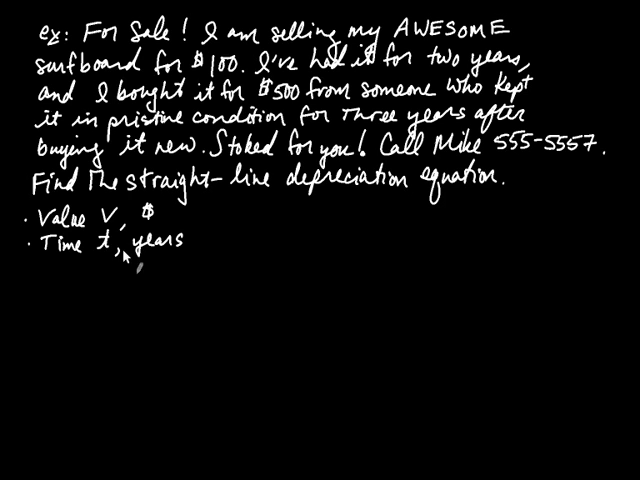 ex: For Sale! I am selling my AWESOME
surfboard for $100. I've had it for two years,
and I bought it for $500 from someone who kept
it in pristine condition for Three years after
buying it new. Stoked for you! Call Mike 555-5557.
Find The straight-line depreciation equation.
· Value V, $
· Time t, years